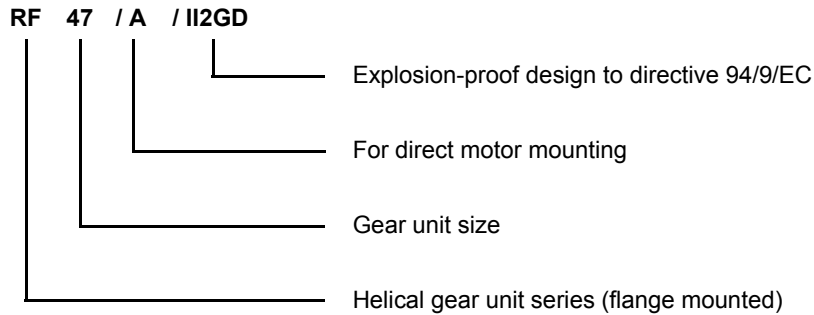 RF 47 / A / II2GD
Explosion-proof design to directive 94/9/EC
For direct motor mounting
Gear unit size
Helical gear unit series (flange mounted)